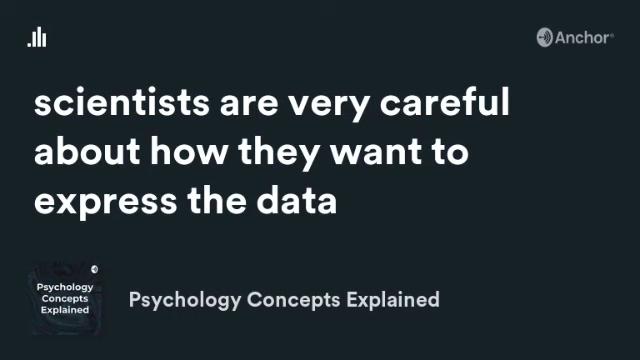 Anchor
scientists are very careful
about how they want to
express the data
Psychology
Concepts
Explained
Psychology Concepts Explained